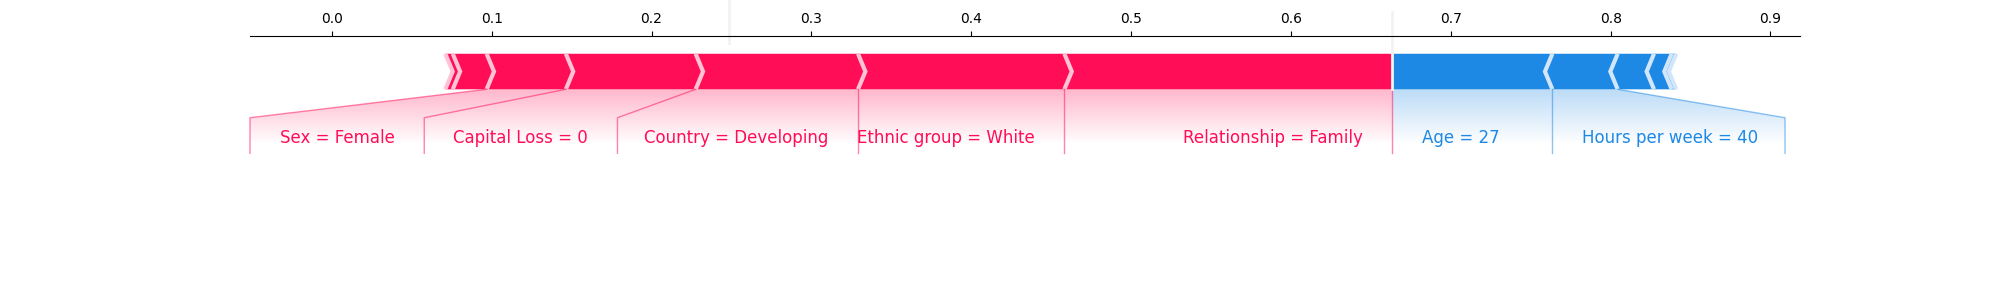 0.0 0.1 0.2 0.3 0.4 0.5 0.6 0.7 0.8 0.9
Sex = Female Capital Loss = 0 Country = Developing Ethnic group = White Relationship = Family Age = 27 Hours per week = 40